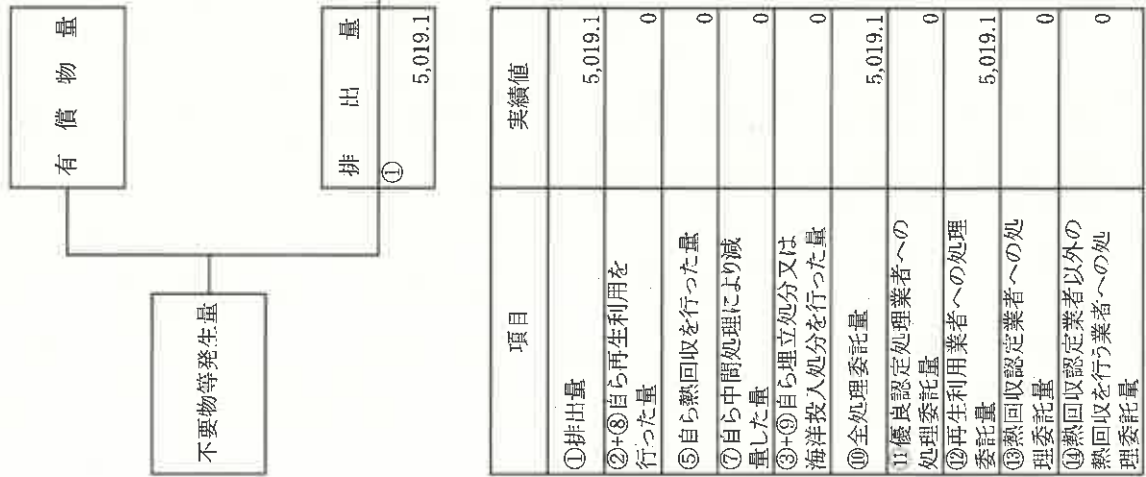 不要物等発生量
有償物量
排出量
①
5,019.1
項目
実績値
①排出量
5,019.1
②+⑧自ら再生利用を
行った量
0
⑤自ら熱回収を行った量
0
⑦自ら中間処理により減
量した量
0
③+⑨自ら埋立処分又は
海洋投入処分を行った量
0
⑩全処理委託量
5,019.1
⑪優良認定処理業者への
処理委託量
0
⑫再生利用業者への処理
委託量
5,019.1
⑬熱回収認定業者への処
理委託量
0
⑭熱回収認定業者以外の
熱回収を行う業者への処
理委託量
0